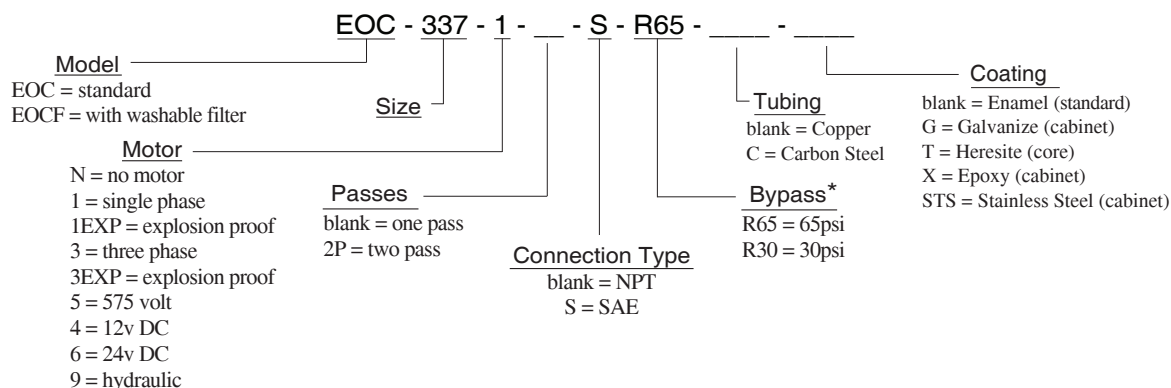 EOC - 337 - 1 - __ - S - R65 - ____ - ____
Model
EOC = standard
EOCF = with washable filter
Size
Motor
N = no motor
1 = single phase
1EXP = explosion proof
3 = three phase
3EXP = explosion proof
5 = 575 volt
4 = 12v DC
6 = 24v DC
9 = hydraulic
Passes
blank = one pass
2P = two pass
Connection Type
blank = NPT
S = SAE
Bypass*
R65 = 65psi
R30 = 30psi
Tubing
blank = Copper
C = Carbon Steel
Coating
blank = Enamel (standard)
G = Galvanize (cabinet)
T = Heresite (core)
X = Epoxy (cabinet)
STS = Stainless Steel (cabinet)